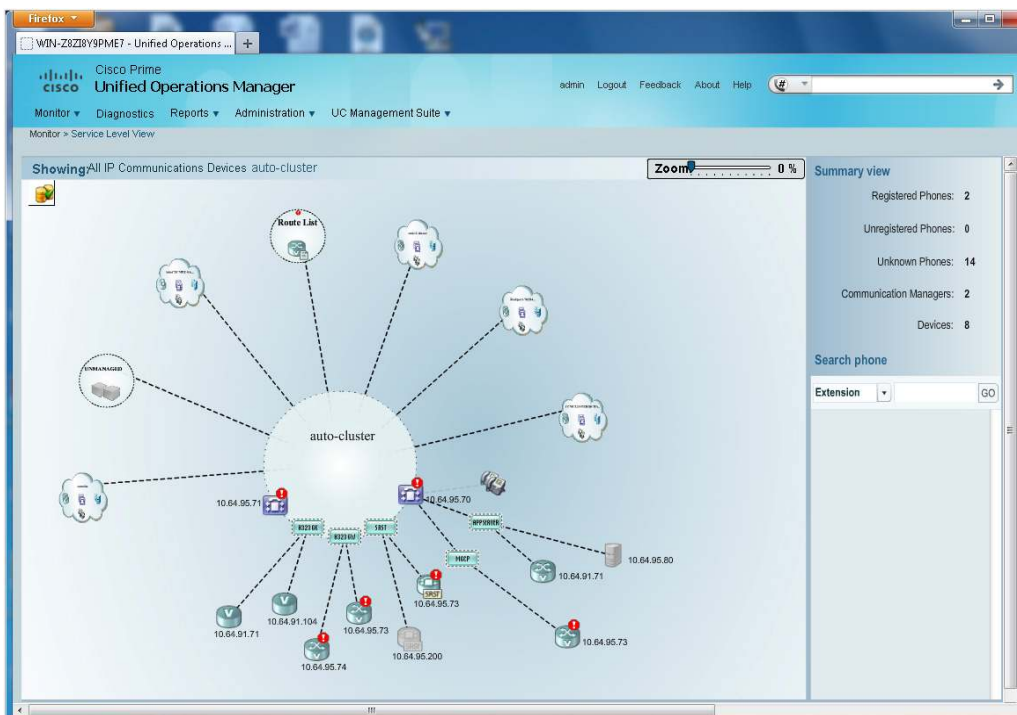 Firefox
WIN-Z8ZI8Y9PME7 - Unified Operations ...
+
CISCO
Cisco Prime
Unified Operations Manager
admin Logout Feedback About Help
Monitor Diagnostics Reports Administration UC Management Suite
Monitor > Service Level View
Showing: All IP Communications Devices auto-cluster
Zoom 0 %
Summary view
Registered Phones: 2
Unregistered Phones: 0
Unknown Phones: 14
Communication Managers: 2
Devices: 8
Search phone
Extension GO
Route List
UNMANAGED
auto-cluster
10.64.95.71
10.64.95.70
H323 GK
H323 GW
SRST
APPSERVER
MGCP
10.64.95.80
10.64.91.71
SRST
10.64.95.73
10.64.91.71
10.64.91.104
10.64.95.73
10.64.95.74
10.64.95.200
10.64.95.73